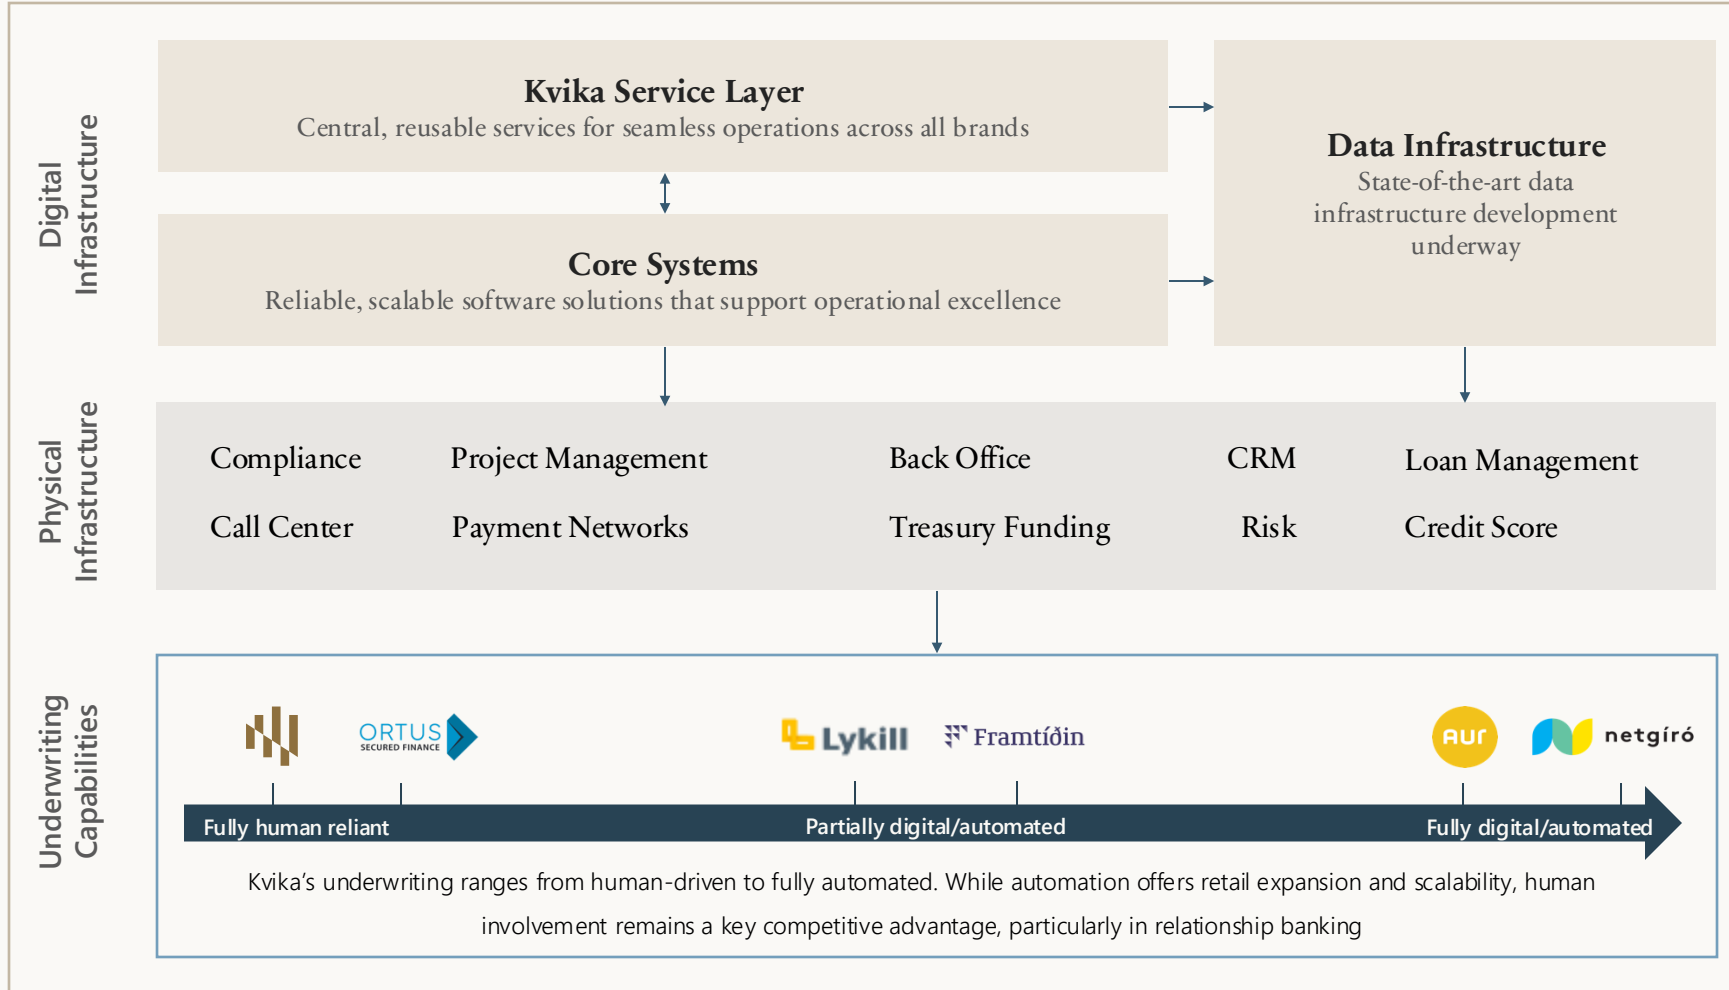 Digital
Infrastructure
Kvika Service Layer
Central, reusable services for seamless operations across all brands
Core Systems
Reliable, scalable software solutions that support operational excellence
Data Infrastructure
State-of-the-art data
infrastructure development
underway
Physical
Infrastructure
Compliance Project Management Back Office CRM Loan Management
Call Center Payment Networks Treasury Funding Risk Credit Score
Underwriting
Capabilities
ORTUS
SECURED FINANCE
Lykill
Framtíðin
AUr
netgíró
Fully human reliant Partially digital/automated Fully digital/automated
Kvika’s underwriting ranges from human-driven to fully automated. While automation offers retail expansion and scalability, human
involvement remains a key competitive advantage, particularly in relationship banking